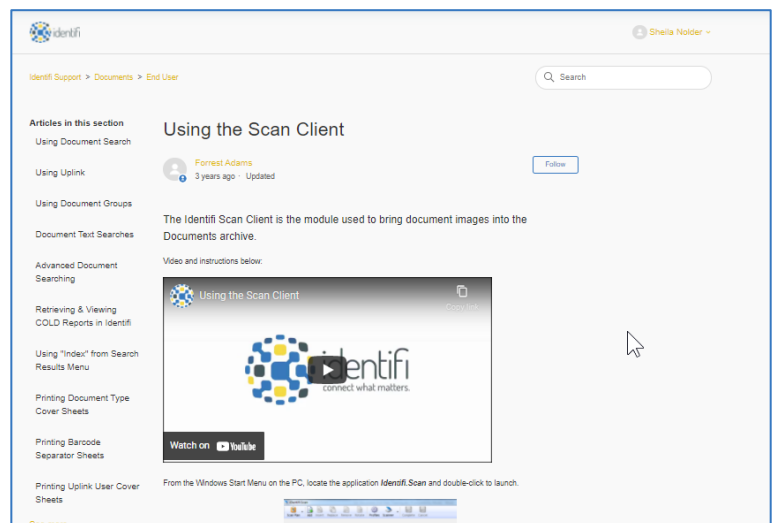 identifi
Sheila Nolder
Identifi Support > Documents > End User
Search
Articles in this section
Using Document Search
Using Uplink
Using Document Groups
Document Text Searches
Advanced Document
Searching
Retrieving & Viewing
COLD Reports in Identifi
Using "Index" from Search
Results Menu
Printing Document Type
Cover Sheets
Printing Barcode
Separator Sheets
Printing Uplink User Cover
Sheets
Using the Scan Client
Forrest Adams
3 years ago · Updated
Follow
The Identifi Scan Client is the module used to bring document images into the
Documents archive.
Video and instructions below:
Using the Scan Client
Copy link
identifi
connect what matters.
Watch on YouTube
From the Windows Start Menu on the PC, locate the application Identifi.Scan and double-click to launch.